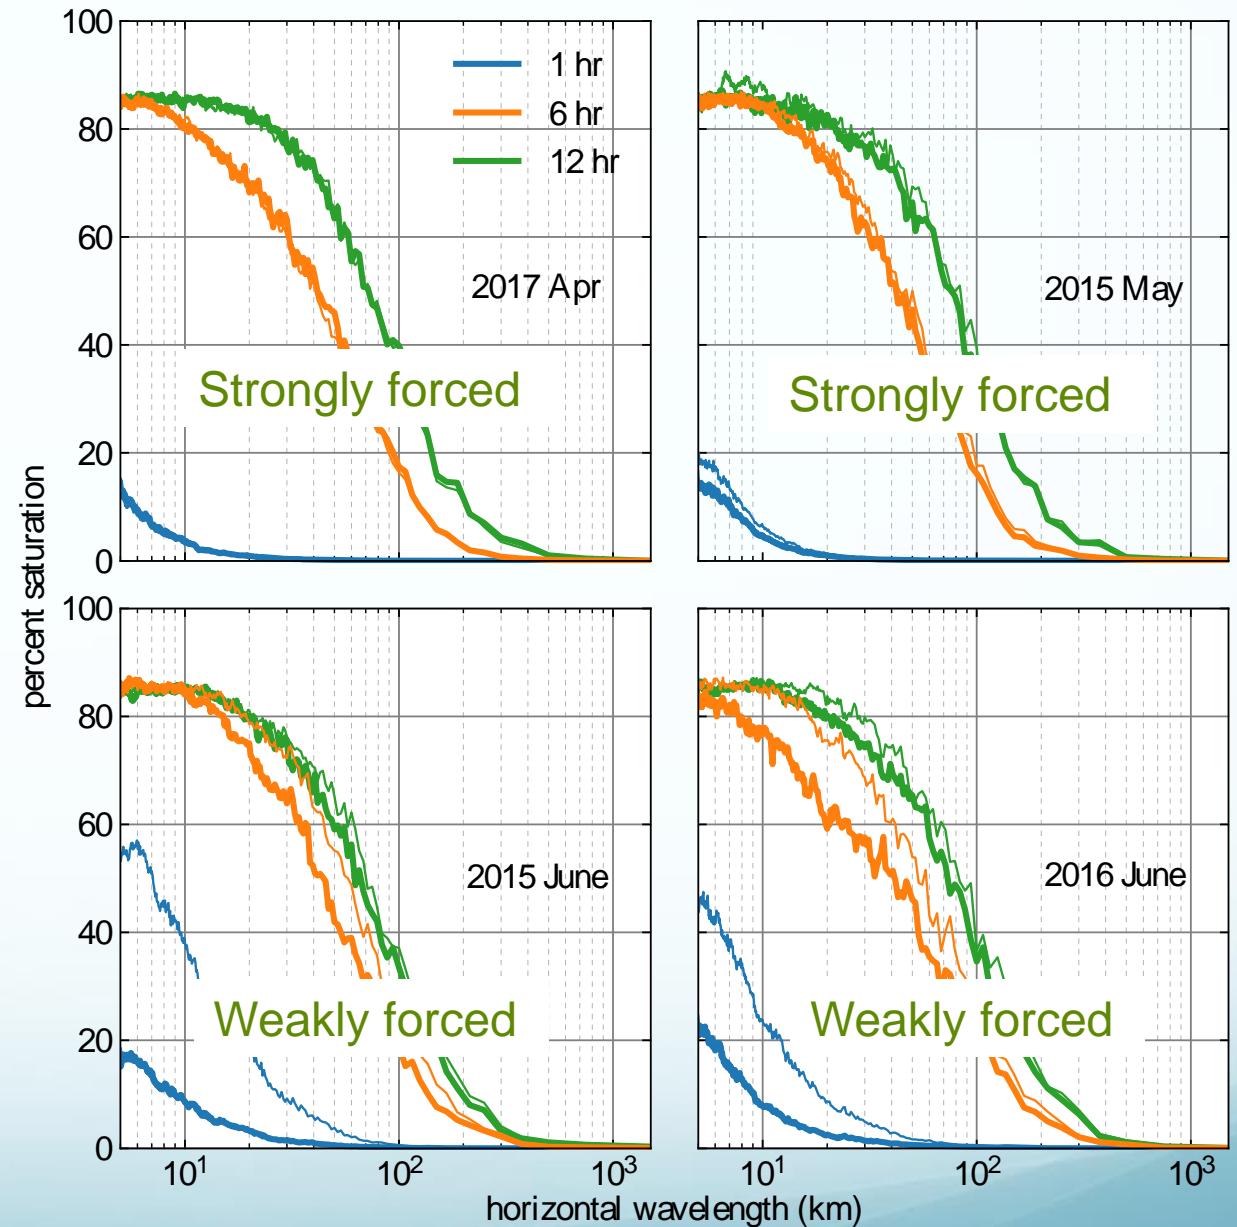 100
80
60
40
20
0
1 hr
6 hr
12 hr
2017 Apr
Strongly forced
2015 May
Strongly forced
percent saturation
100
80
60
40
20
0
2015 June
Weakly forced
2016 June
Weakly forced
10¹ 10² 10³ 10¹ 10² 10³
horizontal wavelength (km)